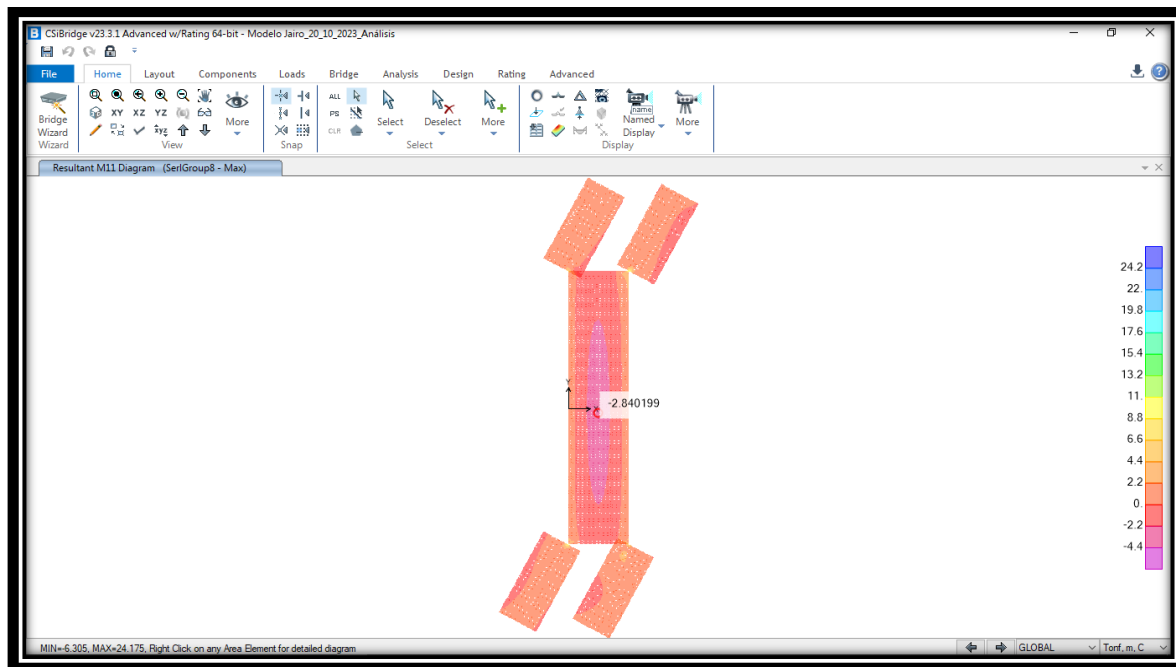 B CSiBridge v23.3.1 Advanced w/Rating 64-bit - Modelo Jairo_20_10_2023_Análisis
File Home Layout Components Loads Bridge Analysis Design Rating Advanced
Bridge Wizard
XY XZ YZ
xyz
More
ALL
PS
CLR
Select
Deselect
More
name
Named Display
More
Wizard View Snap Select Display
Resultant M11 Diagram (SerIGroup8 - Max)
24.2
22.
19.8
17.6
15.4
13.2
11.
8.8
6.6
4.4
2.2
0.
-2.2
-4.4
Y
-2.840199
MIN=-6.305, MAX=24.175, Right Click on any Area Element for detailed diagram GLOBAL Tonf, m, C